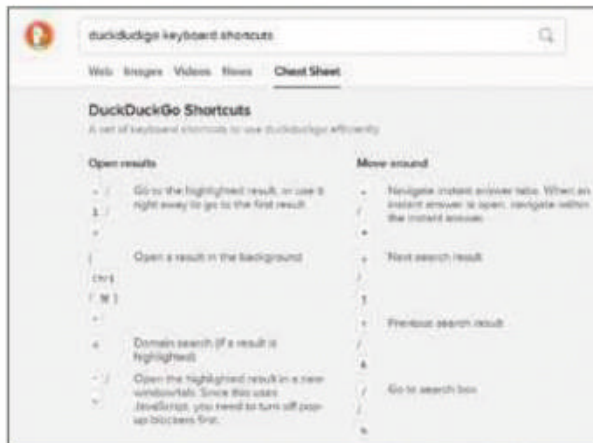 duckduckgo keyboard shortcuts
Web Images Videos News Cheat Sheet
DuckDuckGo Shortcuts
A set of keyboard shortcuts to use duckduckgo efficiently
Open results
Go to the highlighted result, or use it
right away to go to the first result
Open a result in the background
Domain search (if a result is
highlighted)
Open the highlighted result in a new
window/tab. Since this uses
JavaScript, you need to turn off pop-
up blockers first.
Move around
Navigate instant answer tabs. When an
instant answer is open, navigate within
the instant answer.
Next search result
Previous search result
Go to search box